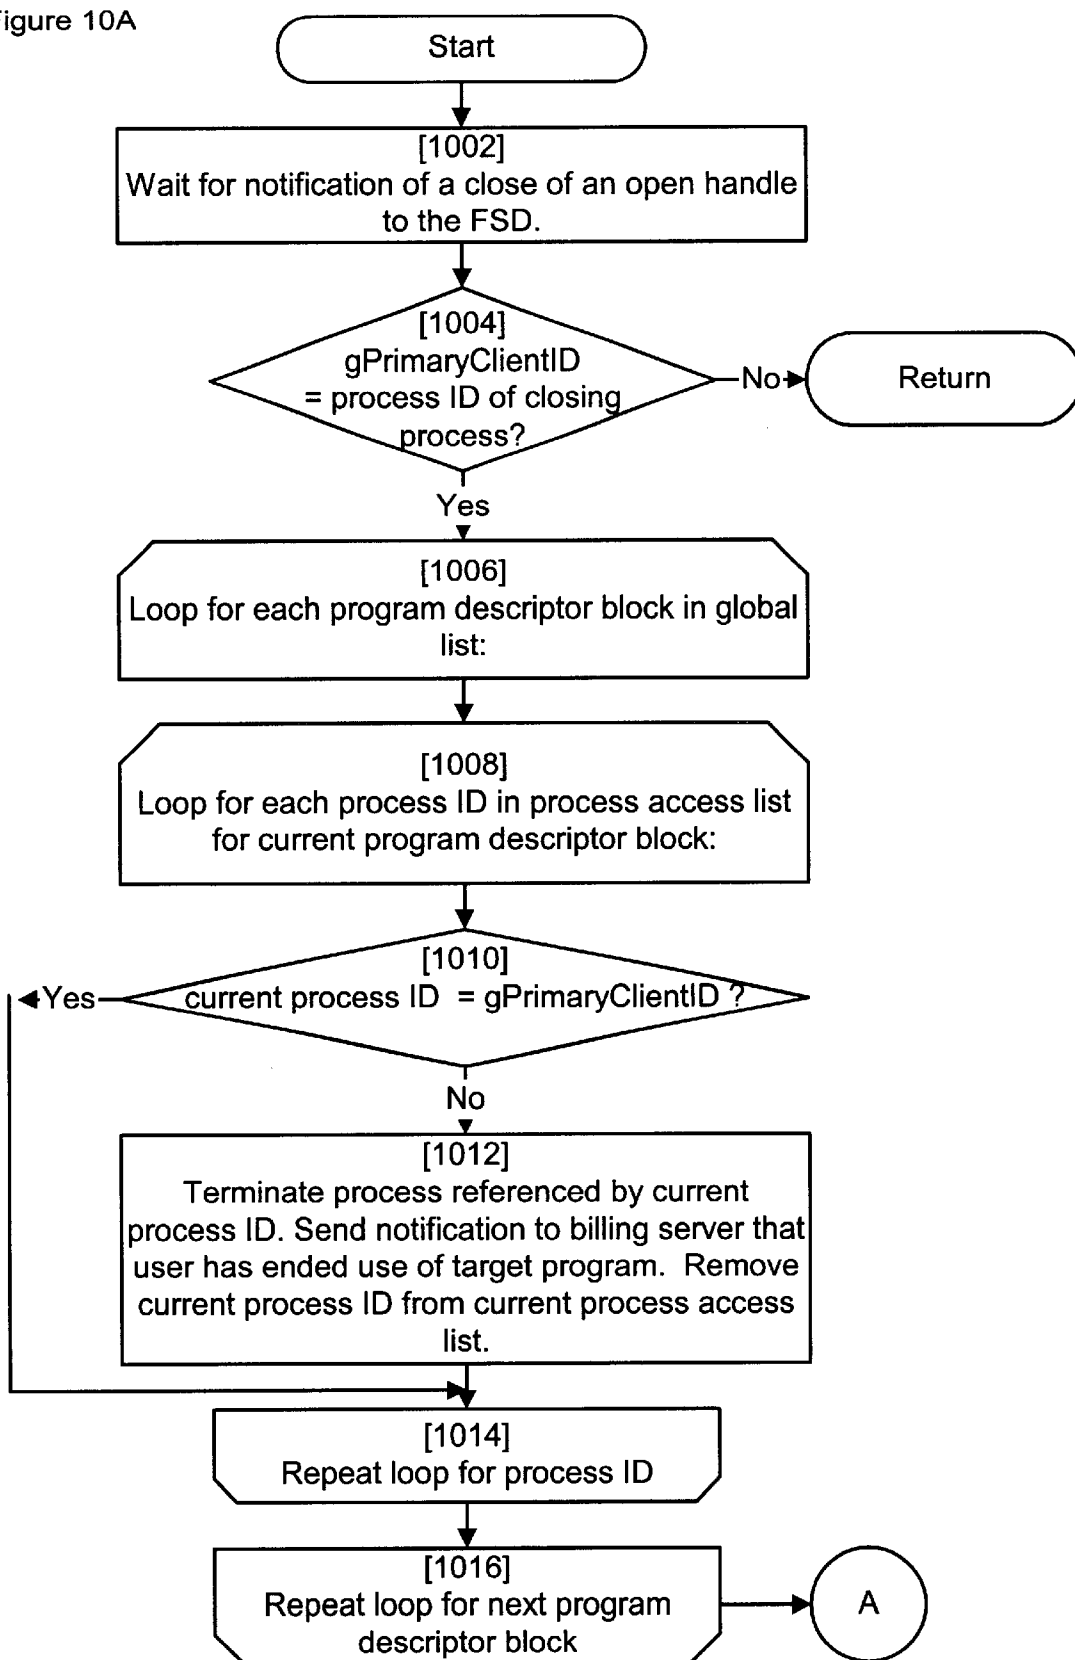 igure 10A
Start
[1002]
Wait for notification of a close of an open handle
to the FSD.
[1004]
gPrimaryClientID
= process ID of closing
process?
No
Return
Yes
[1006]
Loop for each program descriptor block in global
list:
[1008]
Loop for each process ID in process access list
for current program descriptor block:
[1010]
current process ID = gPrimaryClientID ?
Yes
No
[1012]
Terminate process referenced by current
process ID. Send notification to billing server that
user has ended use of target program. Remove
current process ID from current process access
list.
[1014]
Repeat loop for process ID
[1016]
Repeat loop for next program
descriptor block
A